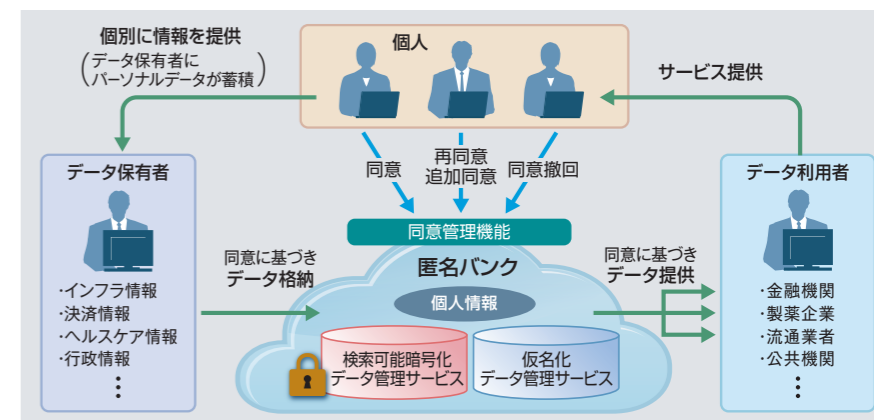 個別に情報を提供
(データ保有者に
パーソナルデータが蓄積)
個人
サービス提供
同意
再同意
追加同意
同意撤回
データ保有者
・インフラ情報
・決済情報
・ヘルスケア情報
・行政情報
⋮
同意に基づき
データ格納
同意管理機能
匿名バンク
個人情報
検索可能暗号化
データ管理サービス
仮名化
データ管理サービス
同意に基づき
データ提供
データ利用者
・金融機関
・製薬企業
・流通業者
・公共機関
⋮